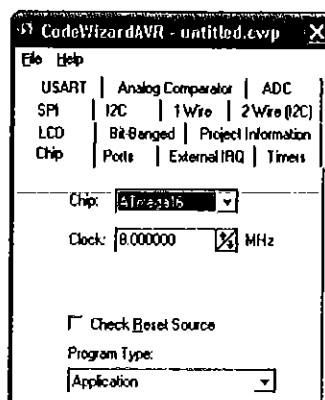 CodeWizardAVR - untitled.cwp
File Help
USART Analog Comparator ADC
SPI I2C 1 Wire 2 Wire (I2C)
LCD Bit-Banged Project Information
Chip Ports External IRQ Timers
Chip: ATmega16
Clock: 8.000000 MHz
Check Reset Source
Program Type:
Application